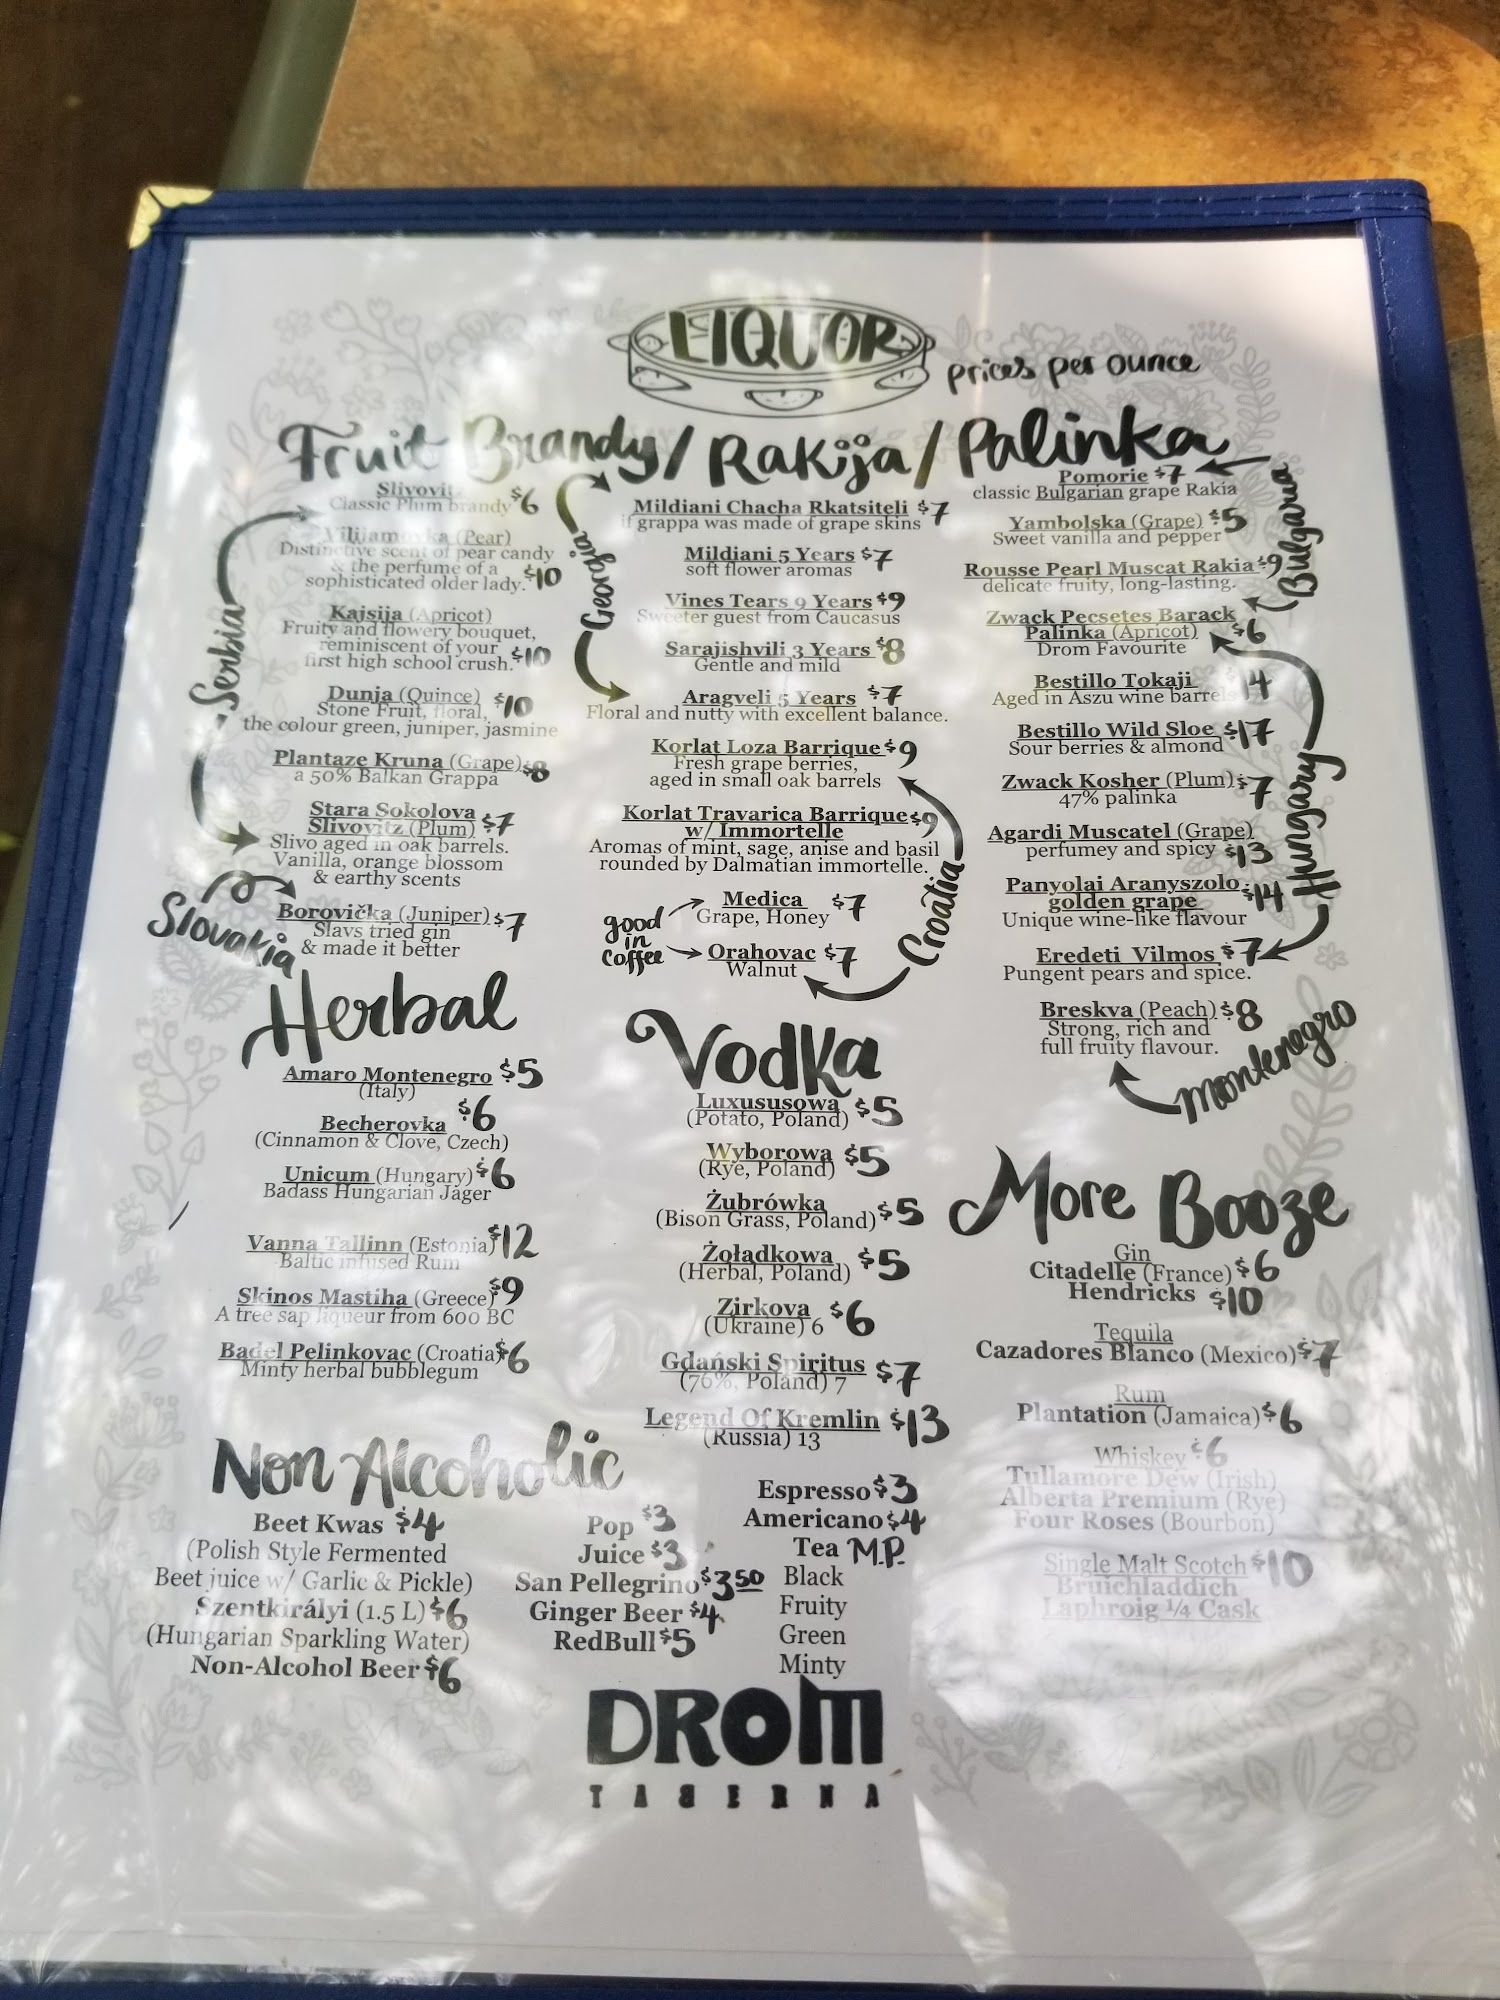 LIQUOR
prices per ounce
Fruit Brandy/Rakija/Palinka
Slivovitz $6
Classic Plum brandy
(Pear)
Distinctive scent of pear candy
& the perfume of a
sophisticated older lady. $10
Kajsija (Apricot)
Fruity and flowery bouquet,
reminiscent of your
first high school crush. $10
Dunja (Quince) $10
Stone Fruit, floral,
the colour green, juniper, jasmine
Plantaze Kruna (Grape) $8
a 50% Balkan Grappa
Stara Sokolova
Slivovitz (Plum) $7
Slivo aged in oak barrels.
Vanilla, orange blossom
& earthy scents
Serbia
Borovička (Juniper) $7
Slavs tried gin
& made it better
Slovakia
Mildiani Chacha Rkatsiteli $7
if grappa was made of grape skins
Mildiani 5 Years $7
soft flower aromas
Vines Tears 9 Years $9
Sweeter guest from Caucasus
Sarajishvili 3 Years $8
Gentle and mild
Aragveli 5 Years $7
Floral and nutty with excellent balance.
Georgia
Korlat Loza Barrique $9
Fresh grape berries,
aged in small oak barrels
Korlat Travarica Barrique $9
w/ Immortelle
Aromas of mint, sage, anise and basil
rounded by Dalmatian immortelle.
Medica $7
Grape, Honey
good
in
coffee
Orahovac $7
Walnut
Croatia
Pomorie $7
classic Bulgarian grape Rakia
Yambolska (Grape) $5
Sweet vanilla and pepper
Rousse Pearl Muscat Rakia $9
delicate fruity, long-lasting.
Bulgaria
Zwack Pecsetes Barack
Palinka (Apricot) $6
Drom Favourite
Bestillo Tokaji $14
Aged in Aszu wine barrels
Bestillo Wild Sloe $17
Sour berries & almond
Zwack Kosher (Plum) $7
47% palinka
Agardi Muscatel (Grape)
perfumey and spicy $13
Panyolai Aranyszolo $14
golden grape
Unique wine-like flavour
Eredeti Vilmos $7
Pungent pears and spice.
Hungary
Breskva (Peach) $8
Strong, rich and
full fruity flavour.
Montenegro
Herbal
Amaro Montenegro $5
(Italy)
Becherovka $6
(Cinnamon & Clove, Czech)
Unicum (Hungary) $6
Badass Hungarian Jager
Vanna Tallinn (Estonia) $12
Baltic infused Rum
Skinos Mastiha (Greece) $9
A tree sap liqueur from 600 BC
Badel Pelinkovac (Croatia) $6
Minty herbal bubblegum
Vodka
Luxususowa $5
(Potato, Poland)
Wyborowa $5
(Rye, Poland)
Żubrówka $5
(Bison Grass, Poland)
Żoładkowa $5
(Herbal, Poland)
Zirkova $6
(Ukraine) 6
Gdański Spiritus $7
(76%, Poland) 7
Legend Of Kremlin $13
(Russia) 13
More Booze
Gin
Citadelle (France) $6
Hendricks $10
Tequila
Cazadores Blanco (Mexico) $7
Rum
Plantation (Jamaica) $6
Whiskey $6
Tullamore Dew (Irish)
Alberta Premium (Rye)
Four Roses (Bourbon)
Single Malt Scotch $10
Bruichladdich
Laphroig 1/4 Cask
Non Alcoholic
Beet Kwas $4
(Polish Style Fermented
Beet juice w/ Garlic & Pickle)
Szentkirályi (1.5 L) $6
(Hungarian Sparkling Water)
Non-Alcohol Beer $6
Pop $3
Juice $3
San Pellegrino $3 50
Ginger Beer $4
RedBull $5
Espresso $3
Americano $4
Tea M.P.
Black
Fruity
Green
Minty
DROM
TABERNA